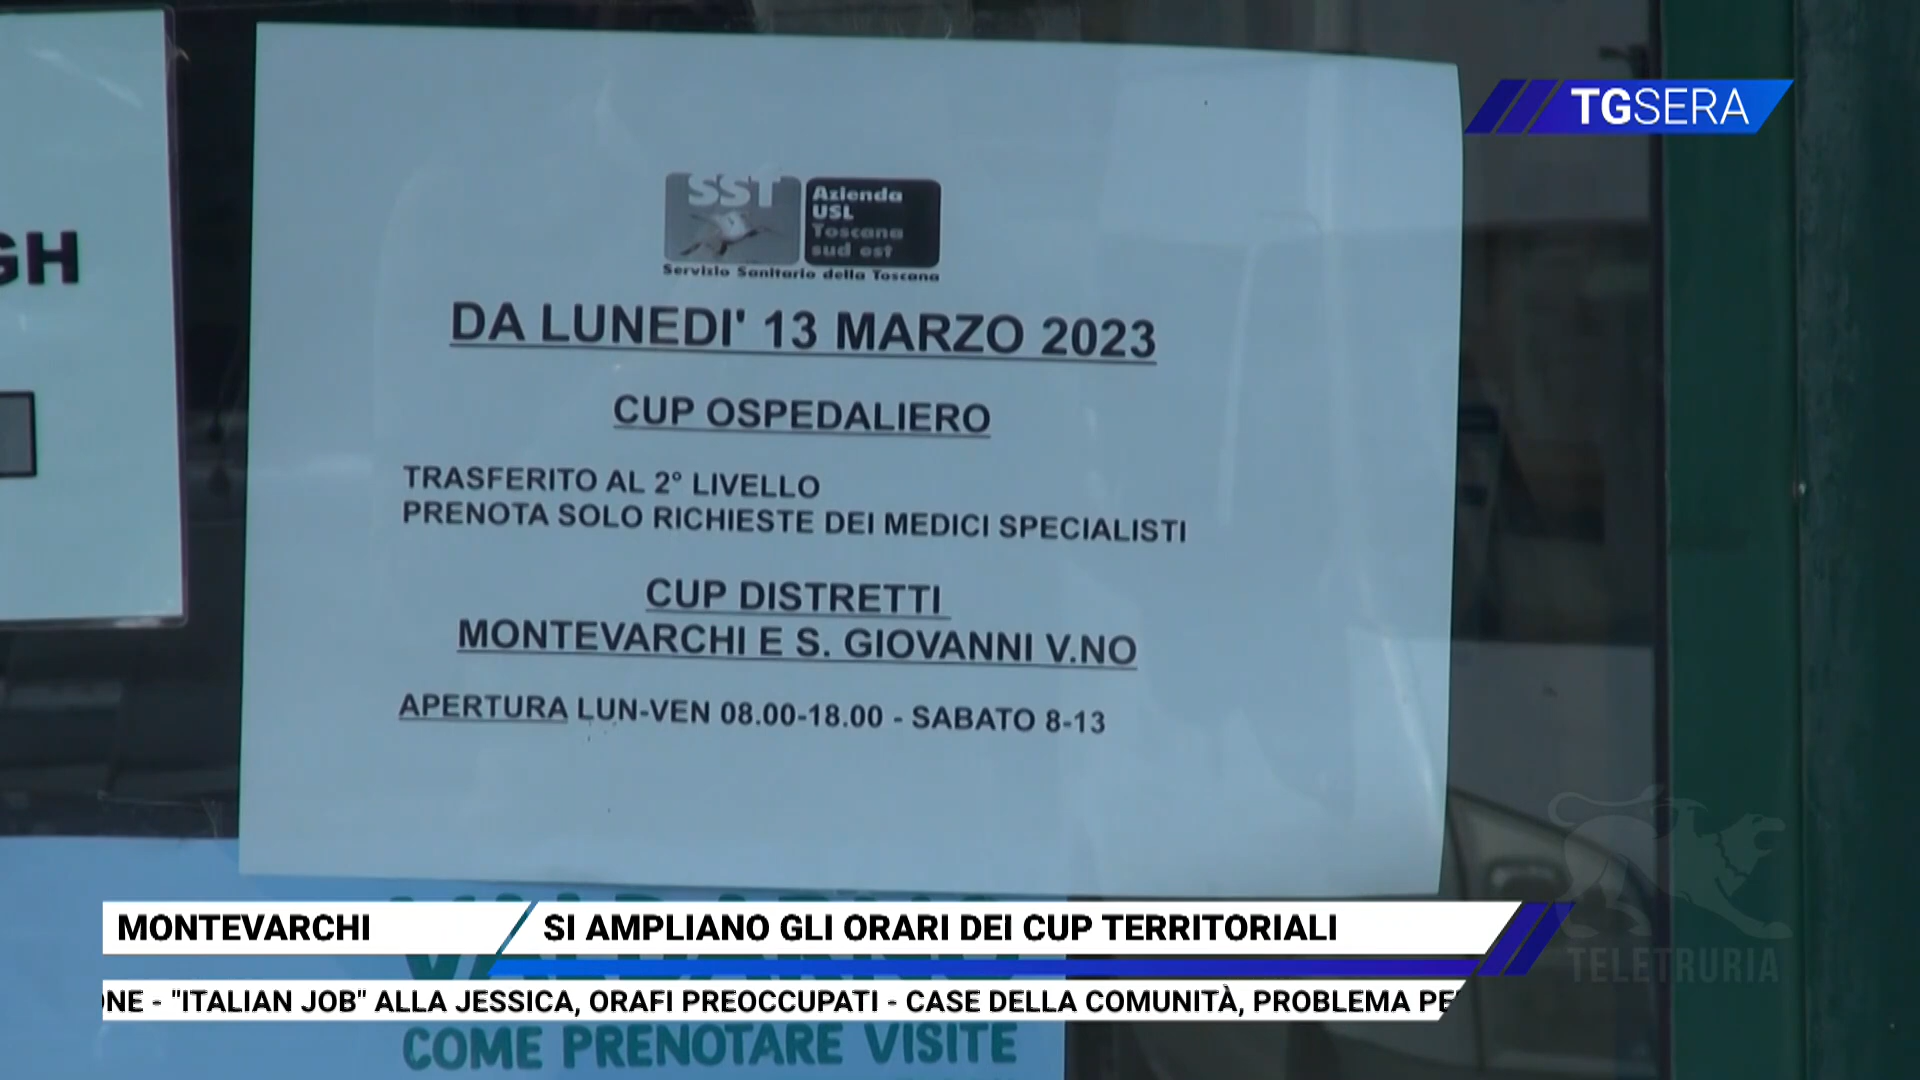 TGSERA
GH
SST
Azienda
USL
Toscana
sud est
Servizio Sanitario della Toscana
DA LUNEDI' 13 MARZO 2023
CUP OSPEDALIERO
TRASFERITO AL 2° LIVELLO
PRENOTA SOLO RICHIESTE DEI MEDICI SPECIALISTI
CUP DISTRETTI
MONTEVARCHI E S. GIOVANNI V.NO
APERTURA LUN-VEN 08.00-18.00 - SABATO 8-13
MONTEVARCHI
SI AMPLIANO GLI ORARI DEI CUP TERRITORIALI
TELETRURIA
NE - "ITALIAN JOB" ALLA JESSICA, ORAFI PREOCCUPATI - CASE DELLA COMUNITÀ, PROBLEMA PE
COME PRENOTARE VISITE